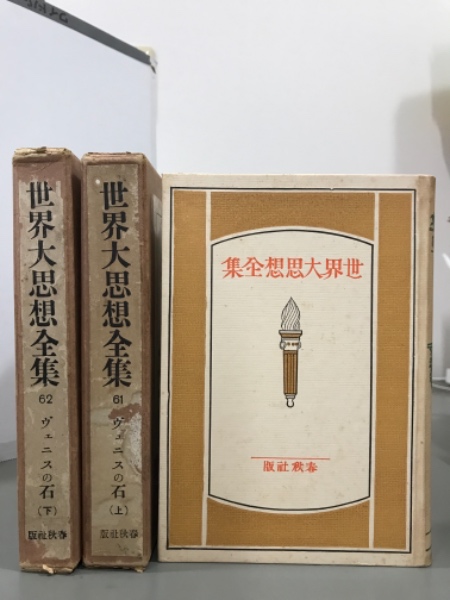 世界大思想全集
62
ヴェニスの石
(下)
版社秋春
世界大思想全集
61
ヴェニスの石
(上)
版社秋春
集全想思大界世
版社秋春